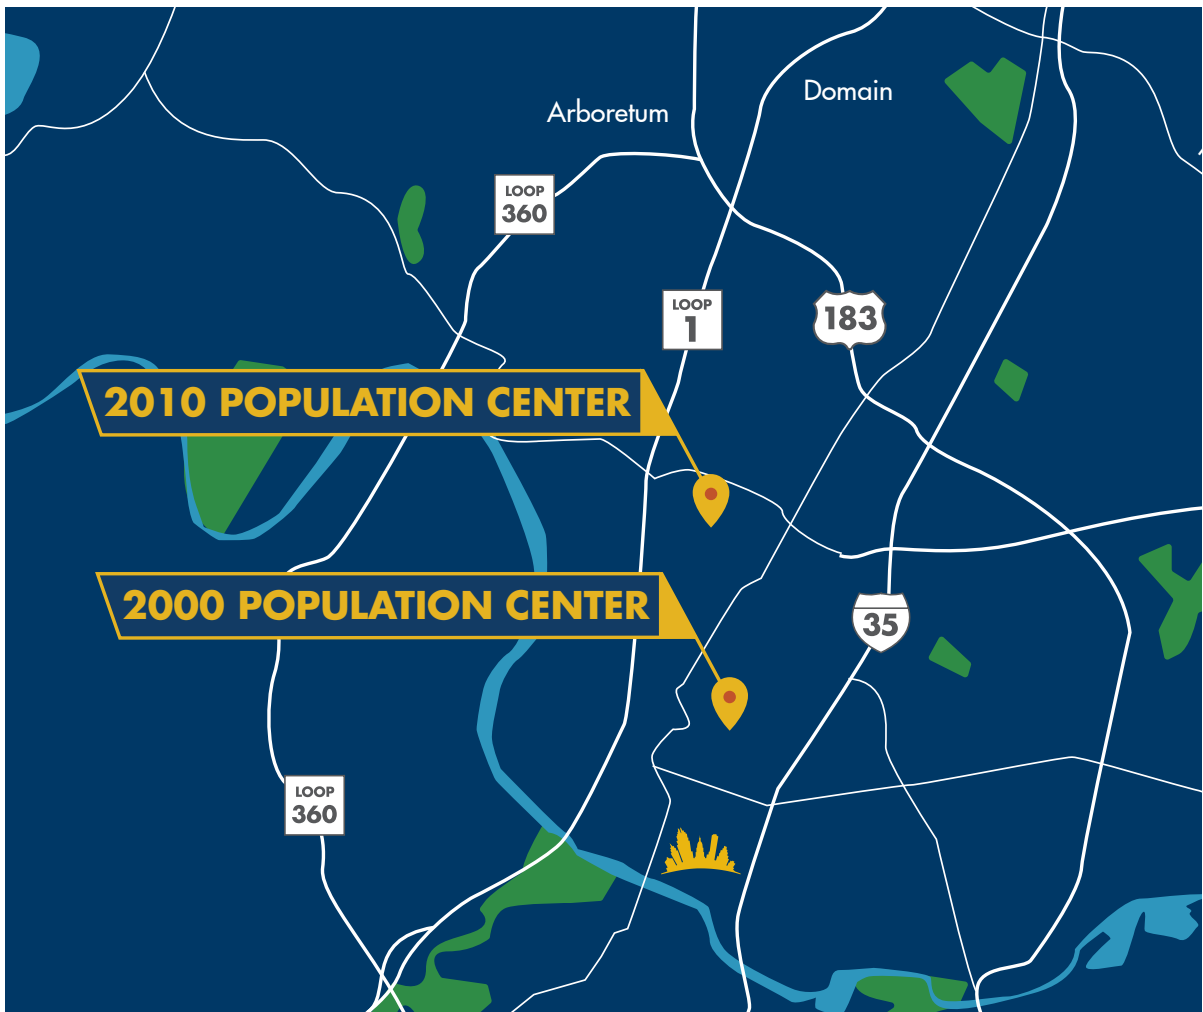 Domain
Arboretum
LOOP
360
LOOP
1
183
2010 POPULATION CENTER
2000 POPULATION CENTER
35
LOOP
360